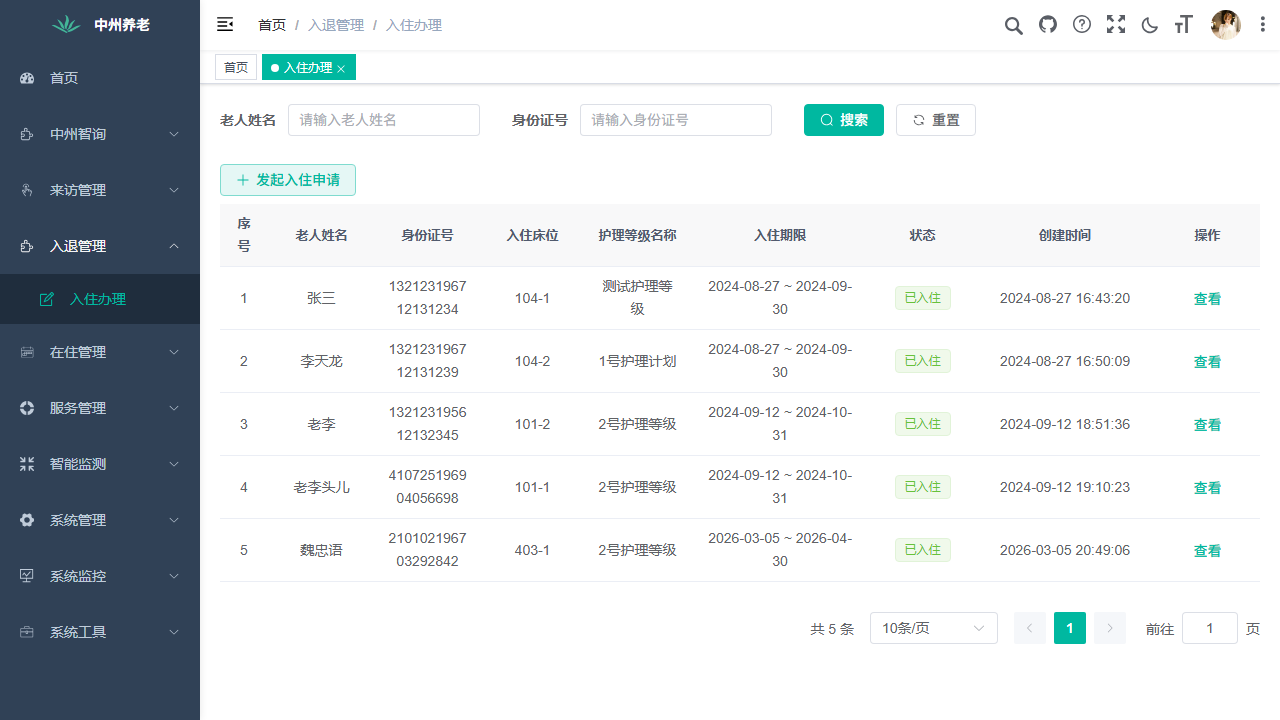 中州养老
首页
中州智询
来访管理
入退管理
入住办理
在住管理
服务管理
智能监测
系统管理
系统监控
系统工具
首页 / 入退管理 / 入住办理
首页
入住办理
老人姓名 请输入老人姓名 身份证号 请输入身份证号 搜索 重置
发起入住申请
序号 老人姓名 身份证号 入住床位 护理等级名称 入住期限 状态 创建时间 操作
1 张三 132123196712131234 104-1 测试护理等级 2024-08-27 ~ 2024-09-30 已入住 2024-08-27 16:43:20 查看
2 李天龙 132123196712131239 104-2 1号护理计划 2024-08-27 ~ 2024-09-30 已入住 2024-08-27 16:50:09 查看
3 老李 132123195612132345 101-2 2号护理等级 2024-09-12 ~ 2024-10-31 已入住 2024-09-12 18:51:36 查看
4 老李头儿 410725196904056698 101-1 2号护理等级 2024-09-12 ~ 2024-10-31 已入住 2024-09-12 19:10:23 查看
5 魏忠语 210102196703292842 403-1 2号护理等级 2026-03-05 ~ 2026-04-30 已入住 2026-03-05 20:49:06 查看
共 5 条 10条/页 1 前往 1 页